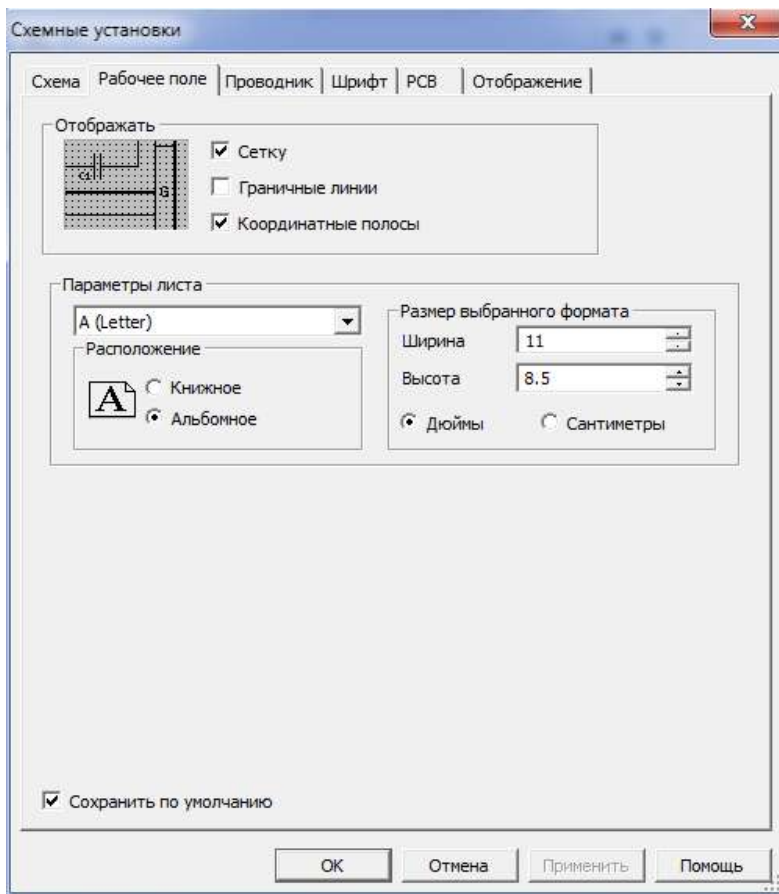 Схемные установки
Схема Рабочее поле Проводник Шрифт PCB Отображение
Отображать
C1
G
Сетку
Граничные линии
Координатные полосы
Параметры листа
A (Letter)
Расположение
A
Книжное
Альбомное
Размер выбранного формата
Ширина 11
Высота 8.5
Дюймы Сантиметры
Сохранить по умолчанию
OK Отмена Применить Помощь